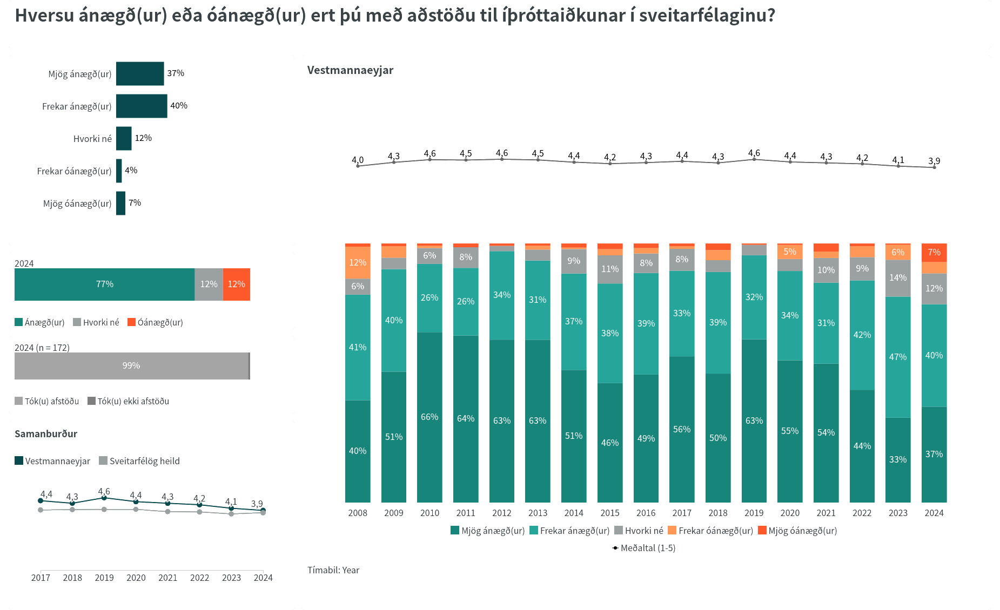 Hversu ánægð(ur) eða óánægð(ur) ert þú með aðstöðu til íþróttaiðkunar í sveitarfélaginu?
Mjög ánægð(ur) 37%
Frekar ánægð(ur) 40%
Hvorki né 12%
Frekar óánægð(ur) 4%
Mjög óánægð(ur) 7%
2024
77% 12% 12%
Ánægð(ur) Hvorki né Óánægð(ur)
2024 (n = 172)
99%
Tók(u) afstöðu Tók(u) ekki afstöðu
Samanburður
Vestmannaeyjar Sveitarfélög heild
4,4 4,3 4,6 4,4 4,3 4,2 4,1 3,9
2017 2018 2019 2020 2021 2022 2023 2024
Vestmannaeyjar
4,0 4,3 4,6 4,5 4,6 4,5 4,4 4,2 4,3 4,4 4,3 4,6 4,4 4,3 4,2 4,1 3,9
12% 5% 6% 7%
6% 6% 8% 9% 11% 8% 8% 10% 9% 14% 12%
41% 40% 26% 26% 34% 31% 37% 38% 39% 33% 39% 32% 34% 31% 42% 47% 40%
40% 51% 66% 64% 63% 63% 51% 46% 49% 56% 50% 63% 55% 54% 44% 33% 37%
2008 2009 2010 2011 2012 2013 2014 2015 2016 2017 2018 2019 2020 2021 2022 2023 2024
Mjög ánægð(ur) Frekar ánægð(ur) Hvorki né Frekar óánægð(ur) Mjög óánægð(ur)
Meðaltal (1-5)
Tímabil: Year